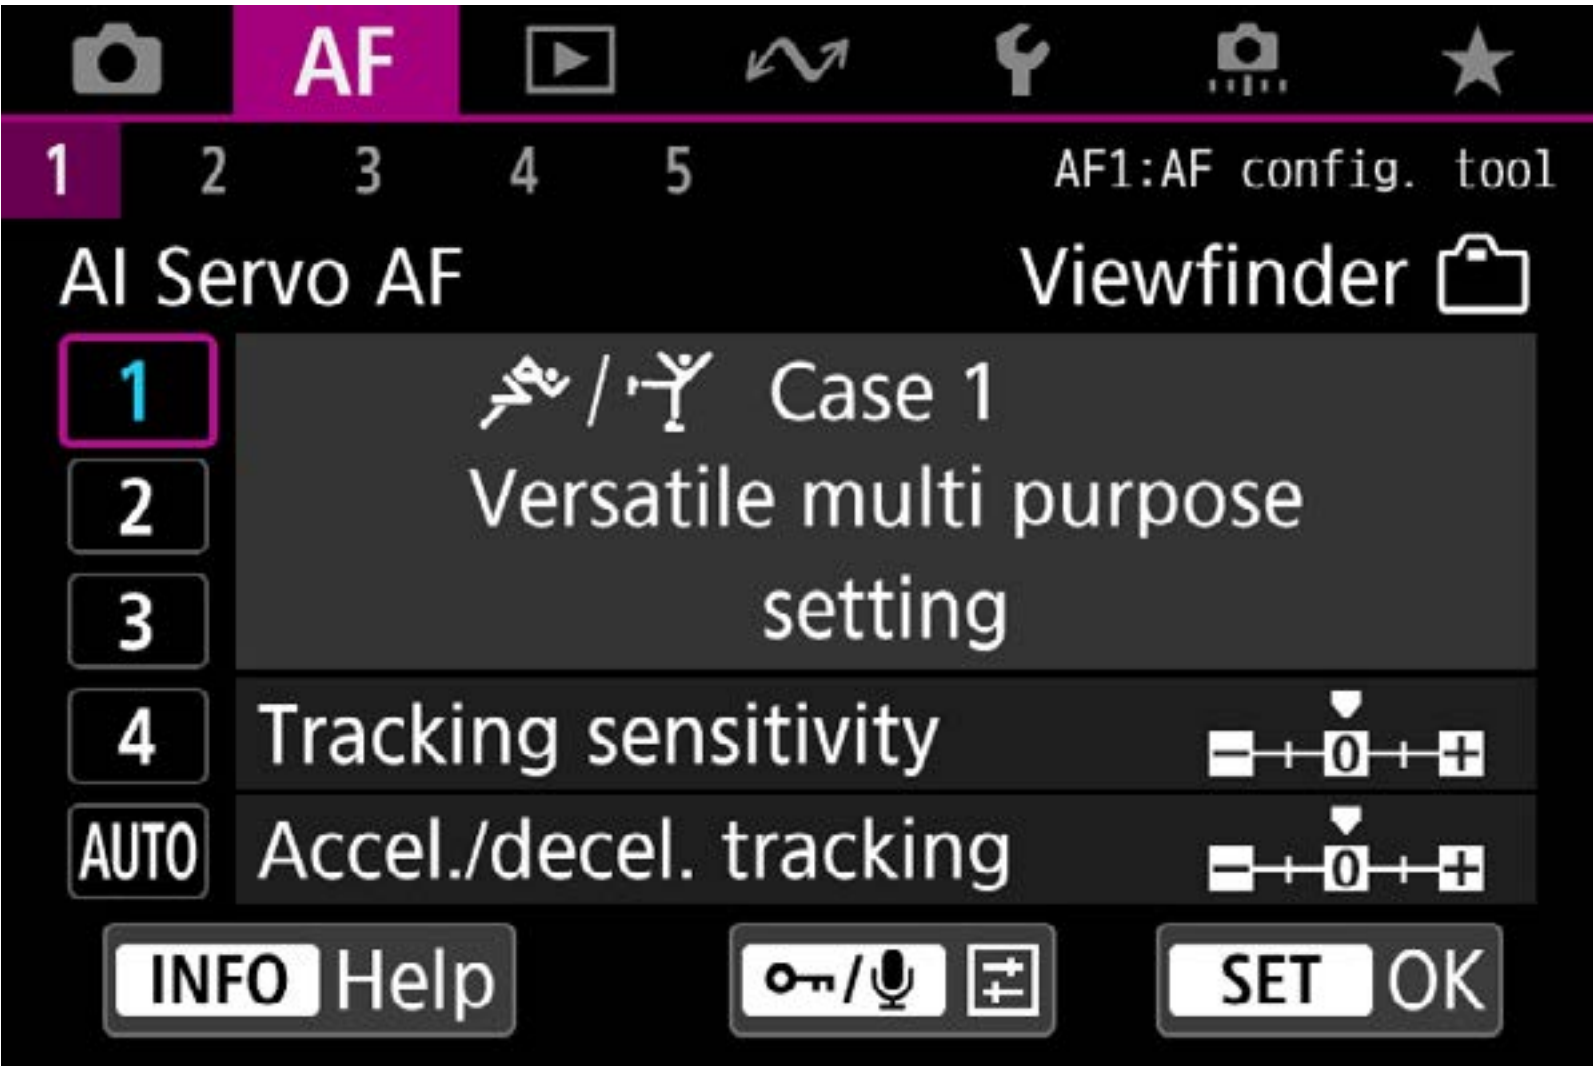 AF
1 2 3 4 5 AF1:AF config. tool
AI Servo AF Viewfinder
1 / Case 1
2 Versatile multi purpose
3 setting
4 Tracking sensitivity - 0 +
AUTO Accel./decel. tracking - 0 +
INFO Help / SET OK